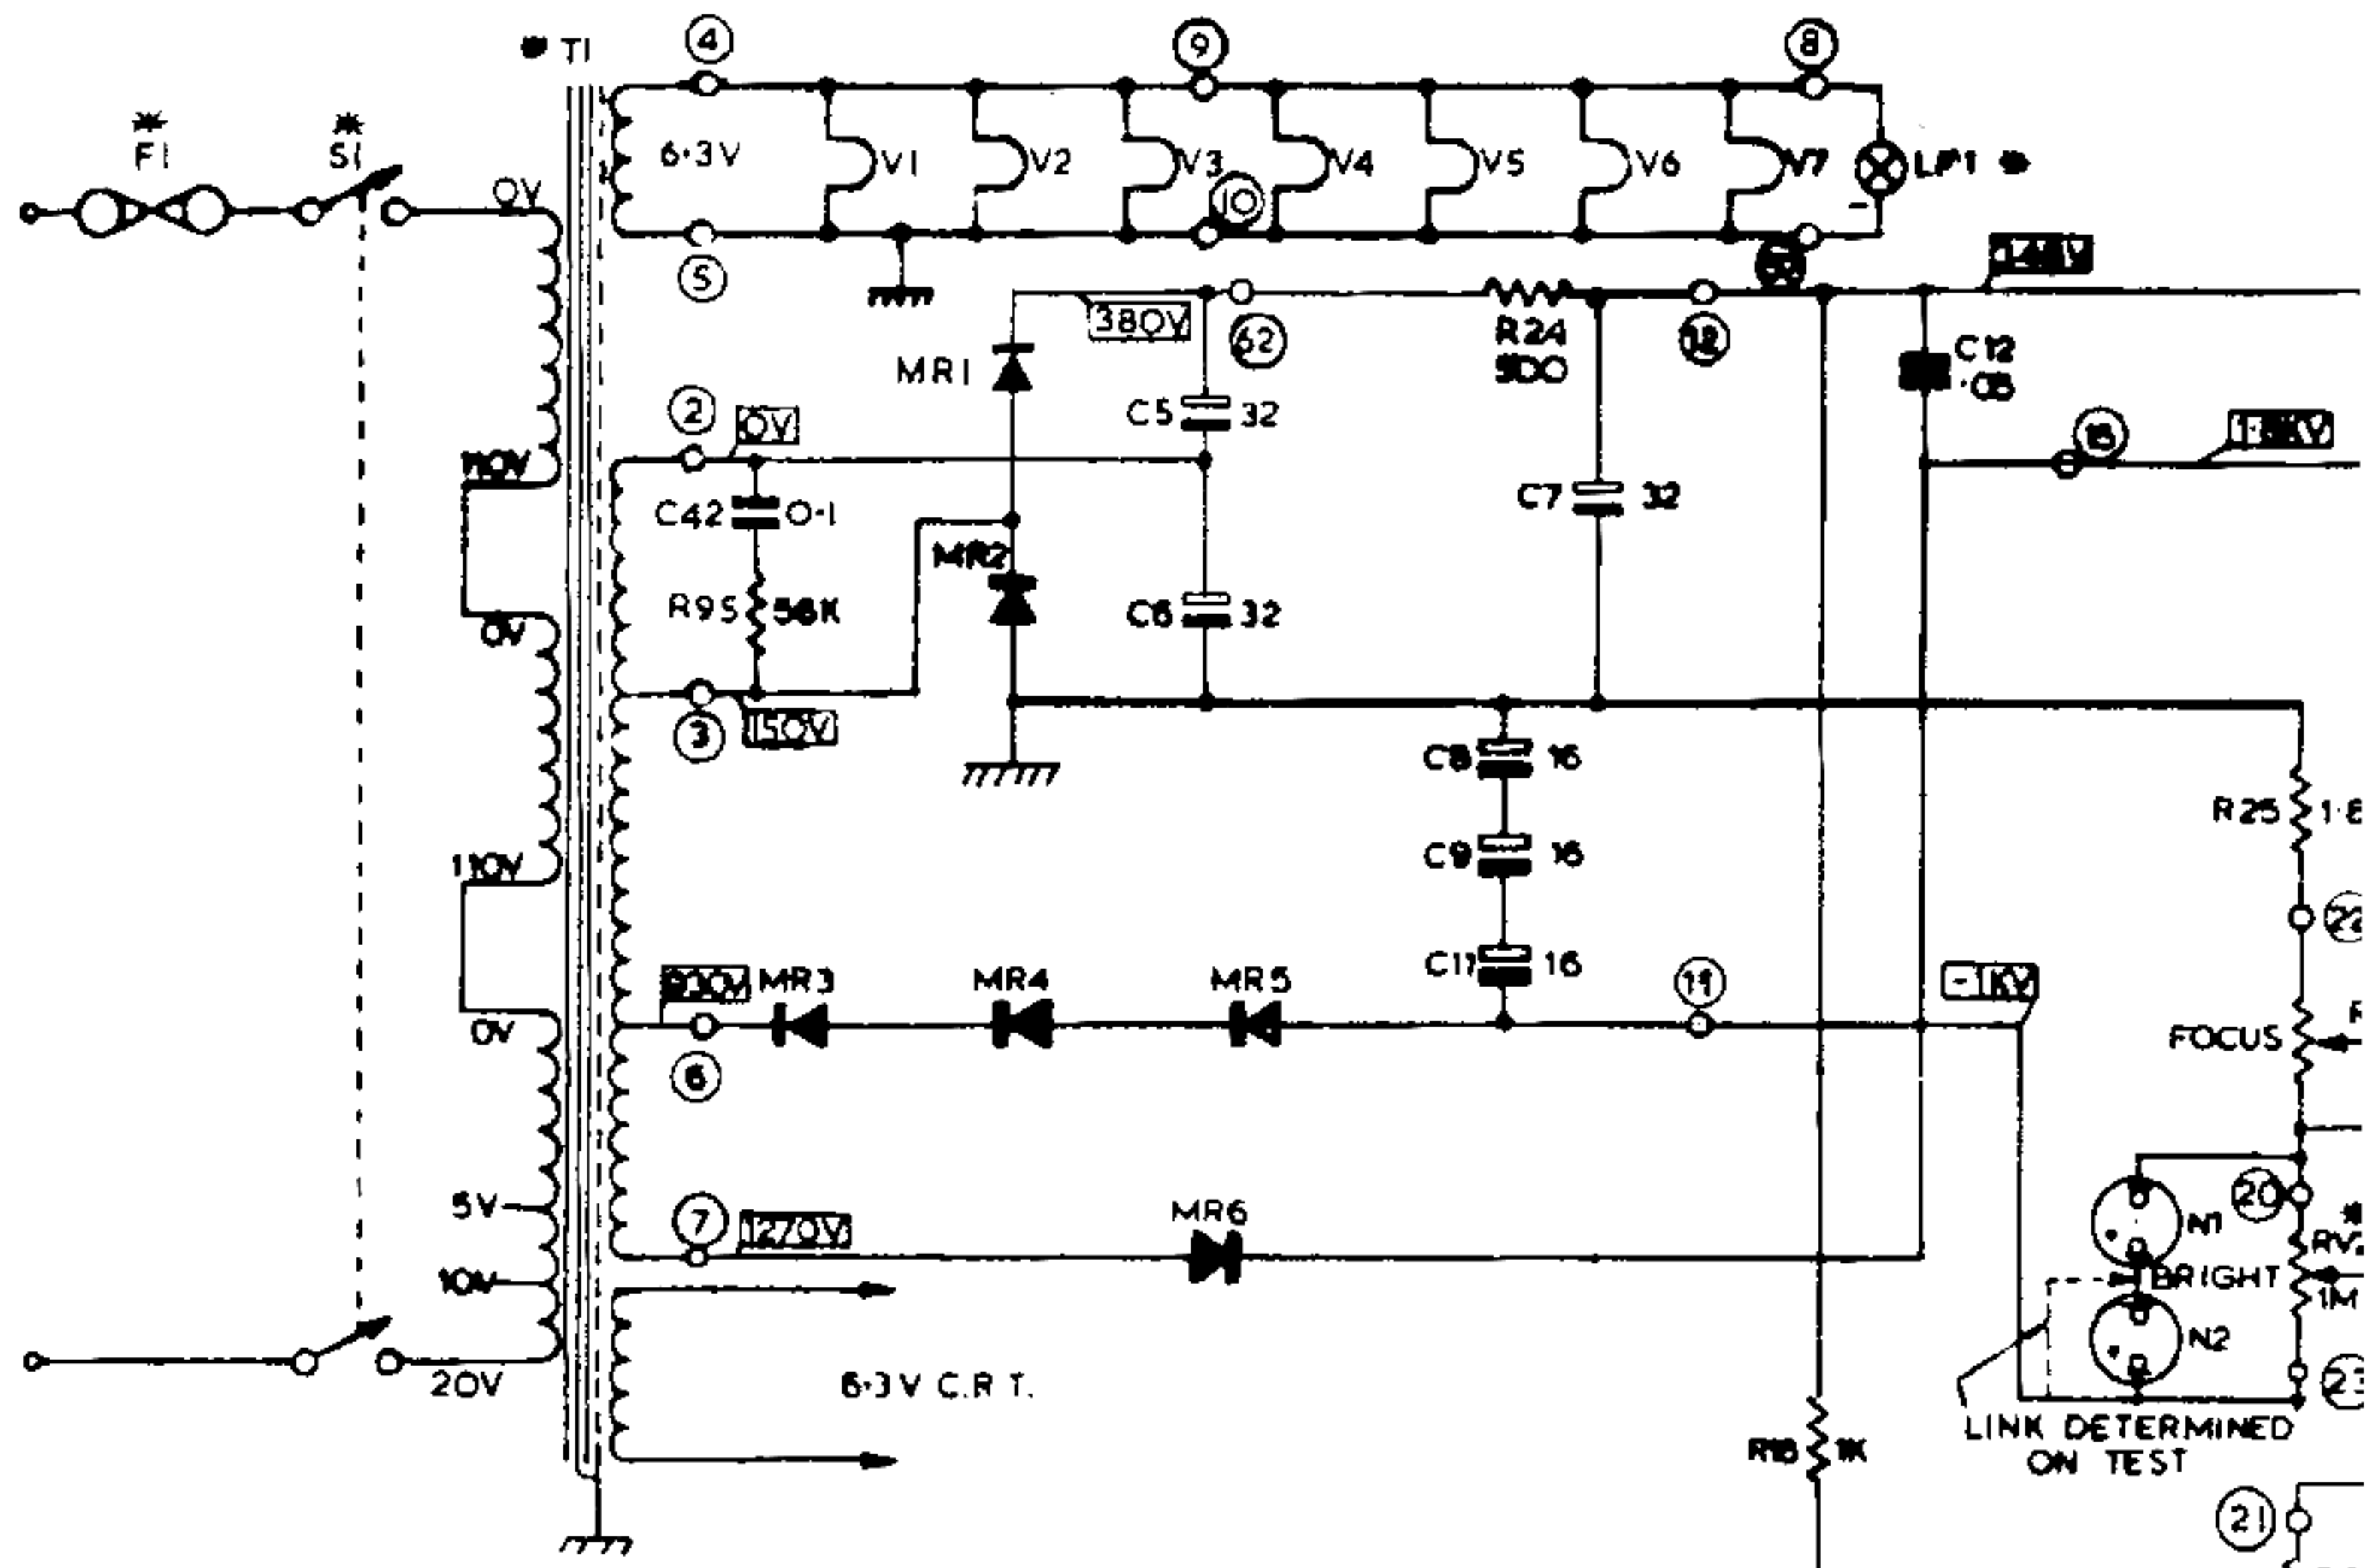 T1
4
9
8
F1
S1
0V
6·3V
V1
V2
V3
V4
V5
V6
V7
LP1
10
5
380V
62
R24
MR1
C5
32
C12
2
0V
110V
C42
0·1
C7
32
MR2
R95
56K
C6
32
0V
3
150V
C8
16
R25
C9
16
110V
C11
16
MR3
MR4
MR5
11
-1KV
0V
6
FOCUS
5V
7
1270V
MR6
20
N1
10V
BRIGHT
1M
N2
20V
6·3V C.R.T.
LINK DETERMINED
ON TEST
1K
21